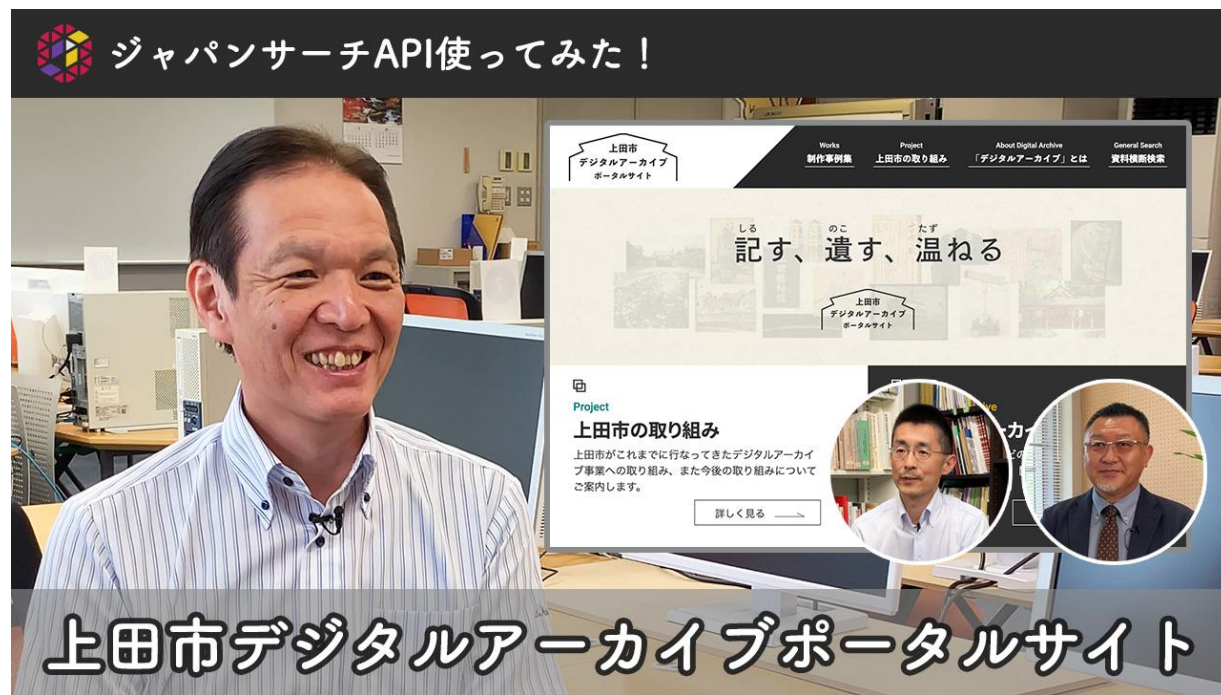 ジャパンサーチAPI使ってみた！
上田市
デジタルアーカイブ
ポータルサイト
Works
制作事例集
Project
上田市の取り組み
About Digital Archive
「デジタルアーカイブ」とは
General Search
資料横断検索
しる のこ たず
記す、遺す、温ねる
上田市
デジタルアーカイブ
ポータルサイト
Project
上田市の取り組み
上田市がこれまでに行なってきたデジタルアーカイ
ブ事業への取り組み、また今後の取り組みについて
ご案内します。
詳しく見る
上田市デジタルアーカイブポータルサイト